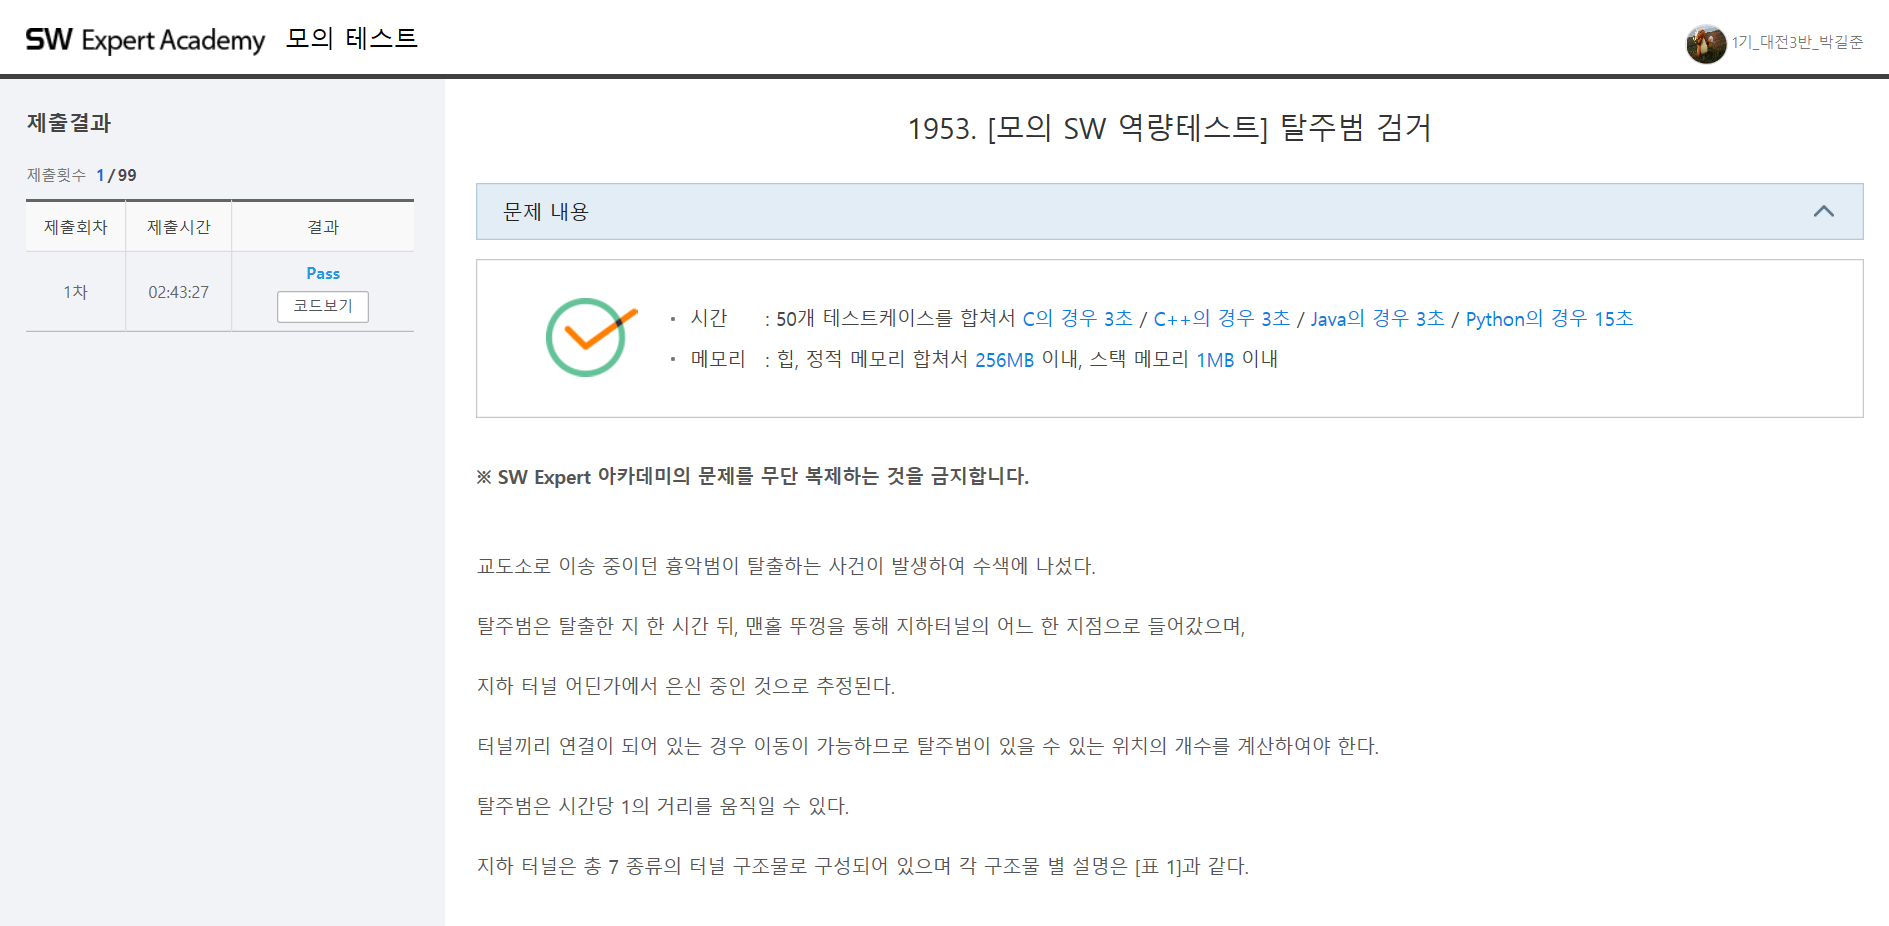 SW Expert Academy 모의 테스트
1기_대전3반_박길준
제출결과
제출횟수 1 / 99
제출회차 제출시간 결과
1차 02:43:27 Pass
코드보기
1953. [모의 SW 역량테스트] 탈주범 검거
문제 내용
· 시간 : 50개 테스트케이스를 합쳐서 C의 경우 3초 / C++의 경우 3초 / Java의 경우 3초 / Python의 경우 15초
· 메모리 : 힙, 정적 메모리 합쳐서 256MB 이내, 스택 메모리 1MB 이내
※ SW Expert 아카데미의 문제를 무단 복제하는 것을 금지합니다.
교도소로 이송 중이던 흉악범이 탈출하는 사건이 발생하여 수색에 나섰다.
탈주범은 탈출한 지 한 시간 뒤, 맨홀 뚜껑을 통해 지하터널의 어느 한 지점으로 들어갔으며,
지하 터널 어딘가에서 은신 중인 것으로 추정된다.
터널끼리 연결이 되어 있는 경우 이동이 가능하므로 탈주범이 있을 수 있는 위치의 개수를 계산하여야 한다.
탈주범은 시간당 1의 거리를 움직일 수 있다.
지하 터널은 총 7 종류의 터널 구조물로 구성되어 있으며 각 구조물 별 설명은 [표 1]과 같다.